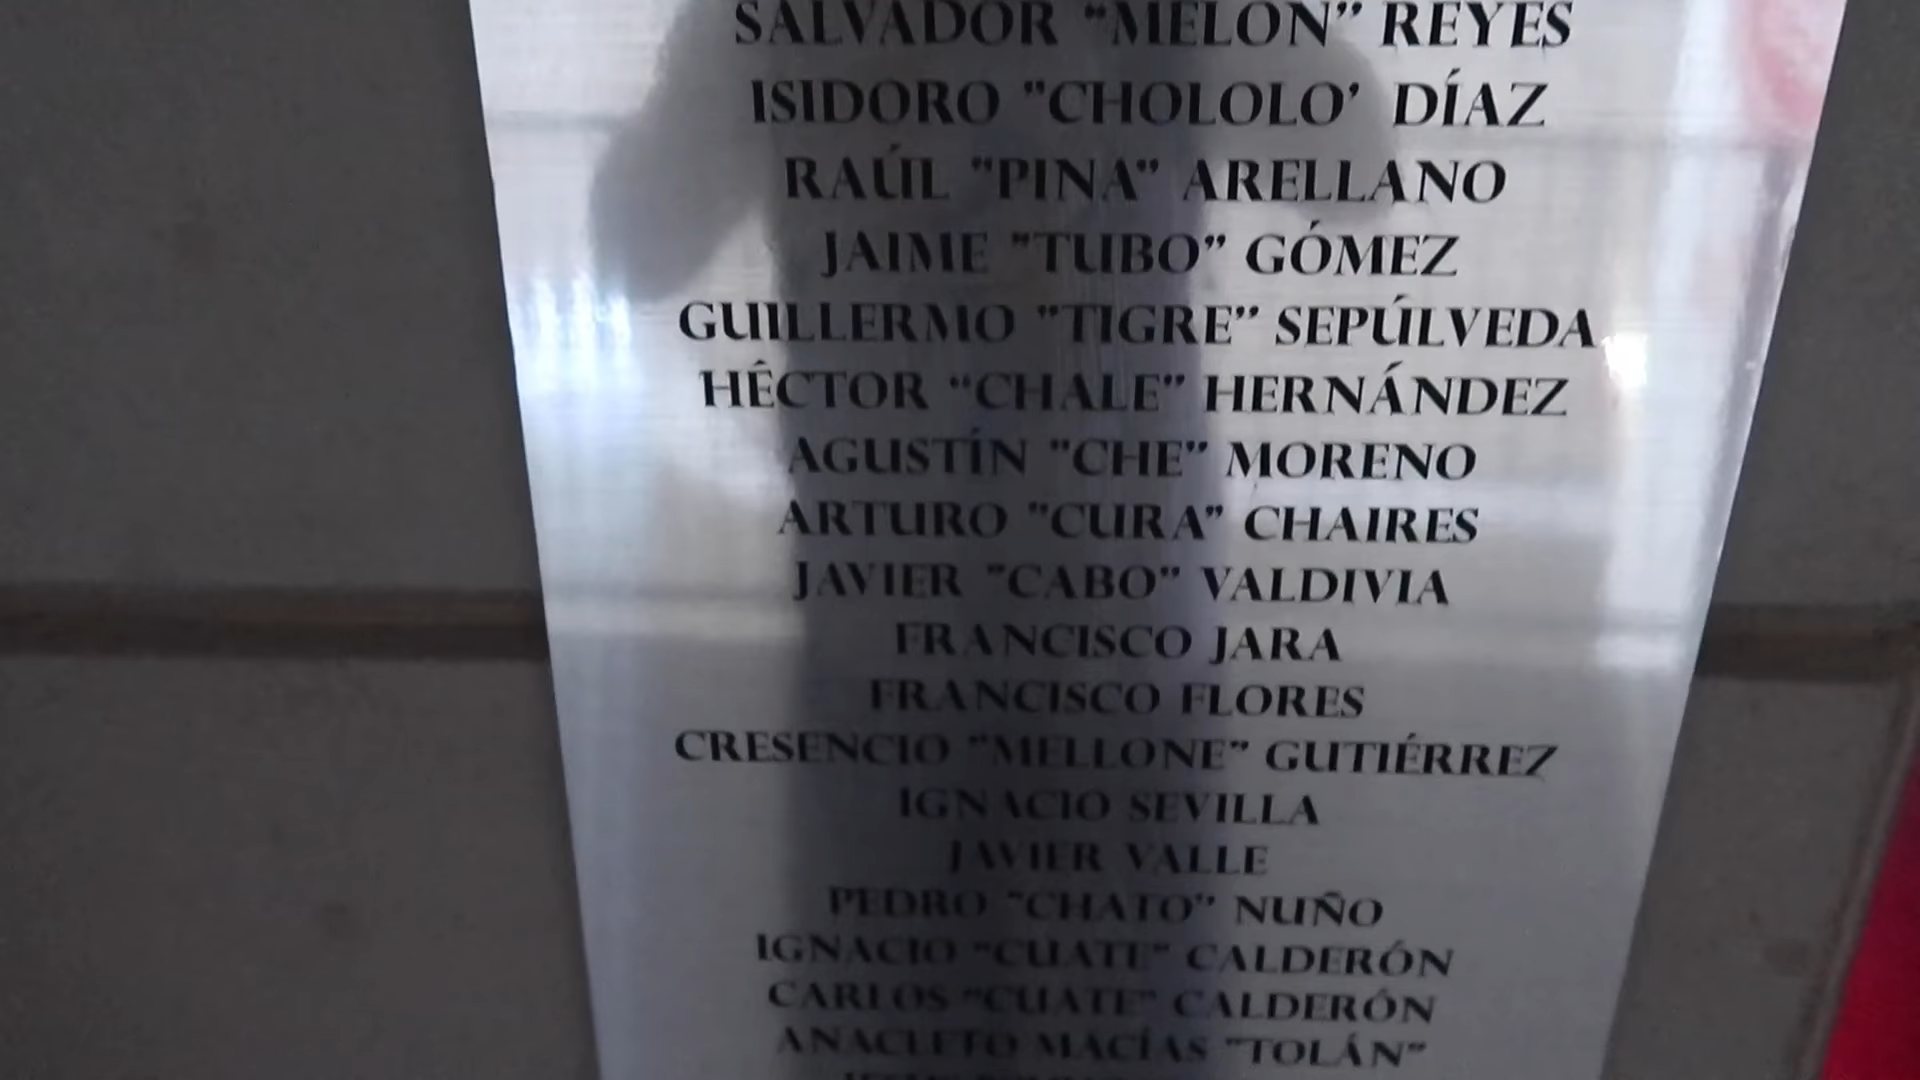 SALVADOR “MELON” REYES
ISIDORO "CHOLOLO’ DÍAZ
RAÚL "PINA” ARELLANO
JAIME "TUBO” GÓMEZ
GUILLERMO "TIGRE” SEPÚLVEDA
HÉCTOR “CHALE” HERNÁNDEZ
AGUSTÍN "CHE” MORENO
ARTURO "CURA” CHAIRES
JAVIER "CABO” VALDIVIA
FRANCISCO JARA
FRANCISCO FLORES
CRESENCIO “MELLONE” GUTIÉRREZ
IGNACIO SEVILLA
JAVIER VALLE
PEDRO “CHATO” NUÑO
IGNACIO “CUATE” CALDERÓN
CARLOS “CUATE” CALDERÓN
ANACLETO MACÍAS "TOLÁN”